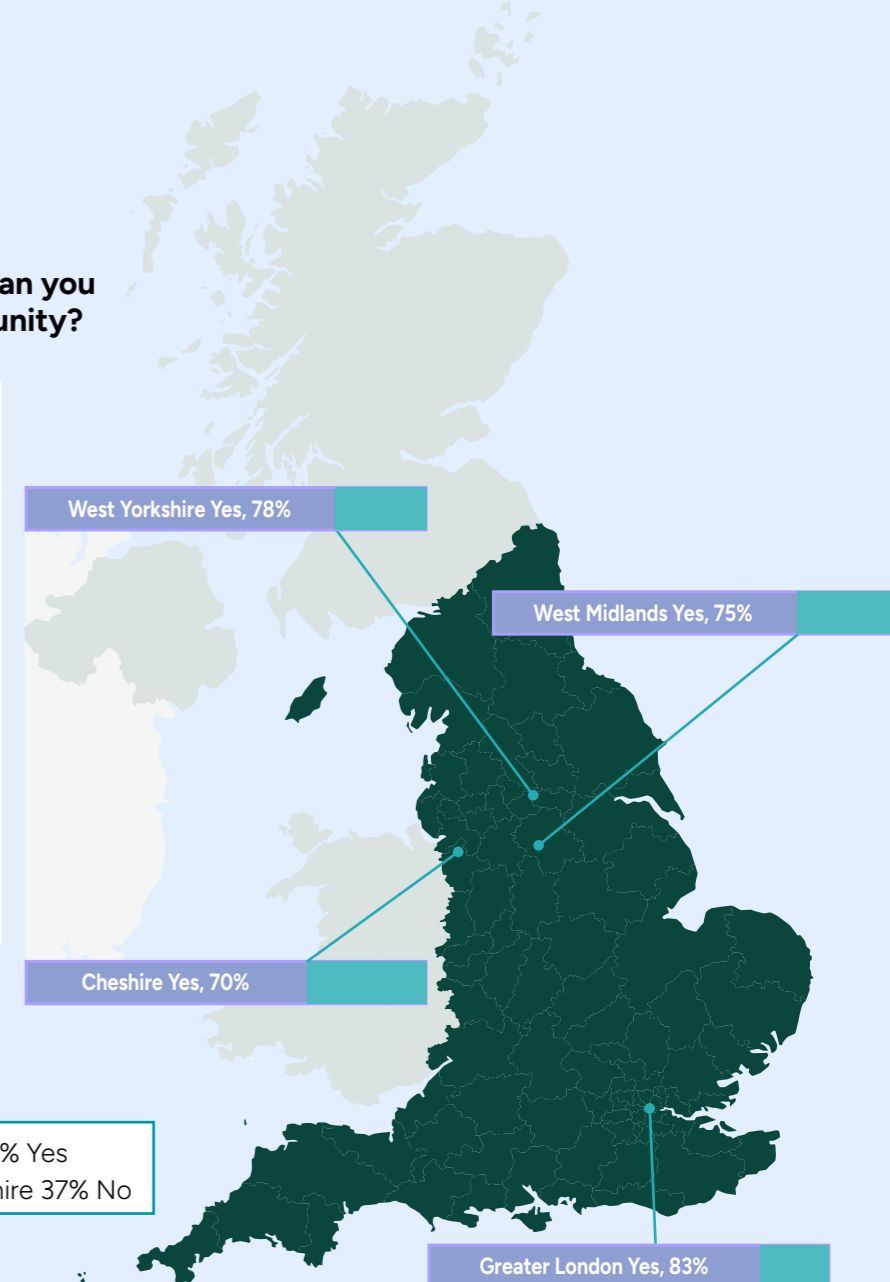 an you
unity?
West Yorkshire Yes, 78%
West Midlands Yes, 75%
Cheshire Yes, 70%
% Yes
ire 37% No
Greater London Yes, 83%